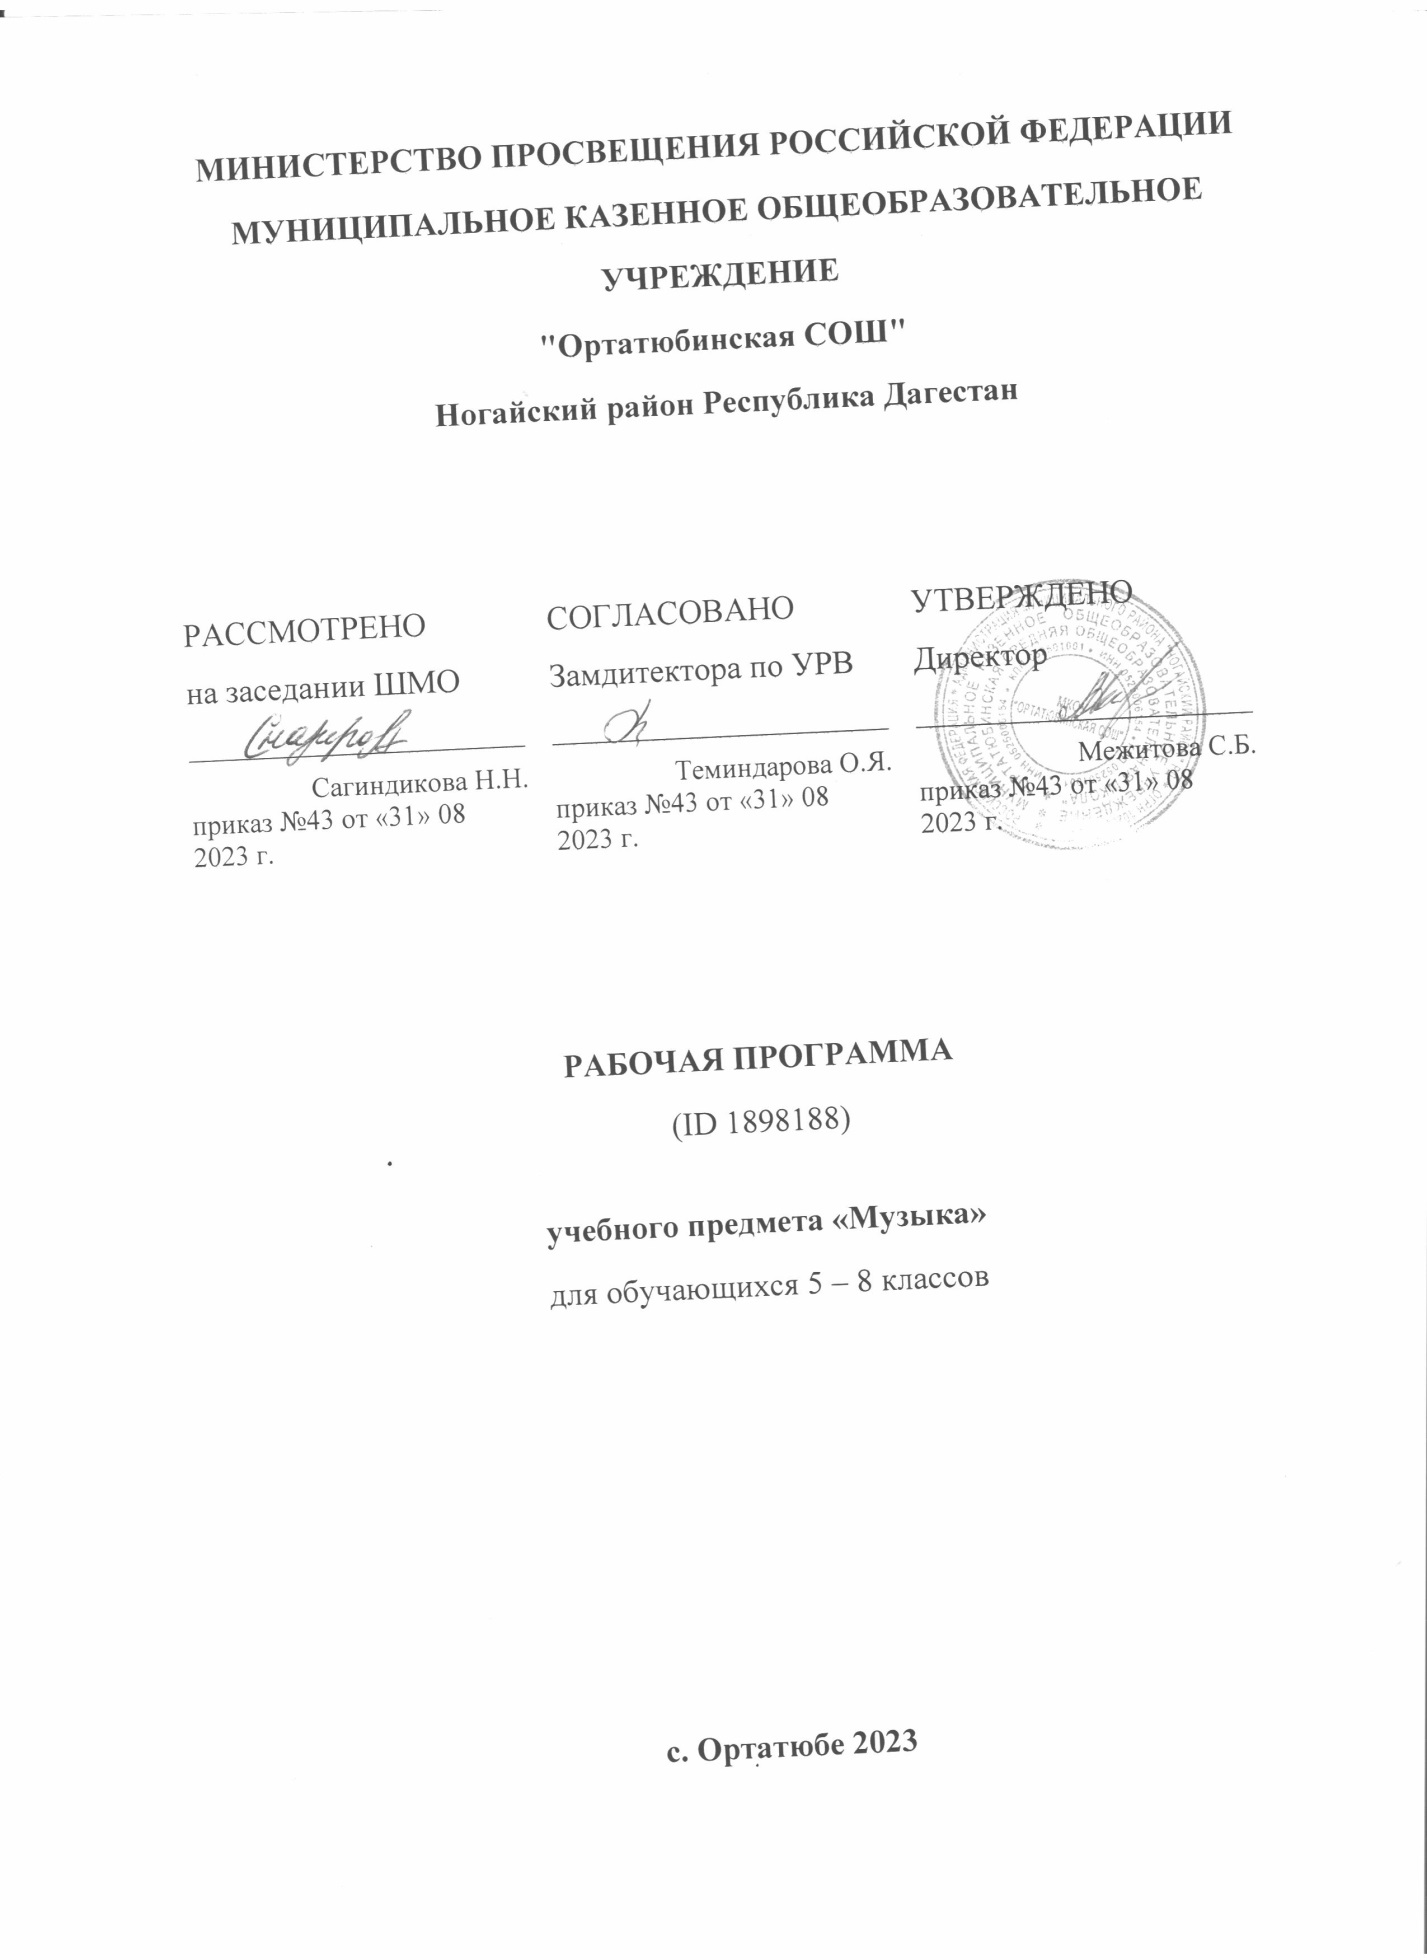 МИНИСТЕРСТВО ПРОСВЕЩЕНИЯ РОССИЙСКОЙ ФЕДЕРАЦИИ
МУНИЦИПАЛЬНОЕ КАЗЕННОЕ ОБЩЕОБРАЗОВАТЕЛЬНОЕ
УЧРЕЖДЕНИЕ
"Ортатюбинская СОШ"
Ногайский район Республика Дагестан
РАССМОТРЕНО
на заседании ШМО
Сагиндикова Н.Н.
приказ №43 от «31» 08
2023 г.
СОГЛАСОВАНО
Замдитектора по УРВ
Теминдарова О.Я.
приказ №43 от «31» 08
2023 г.
УТВЕРЖДЕНО
Директор
Межитова С.Б.
приказ №43 от «31» 08
2023 г.
РАБОЧАЯ ПРОГРАММА
(ID 1898188)
учебного предмета «Музыка»
для обучающихся 5 – 8 классов
с. Ортатюбе 2023